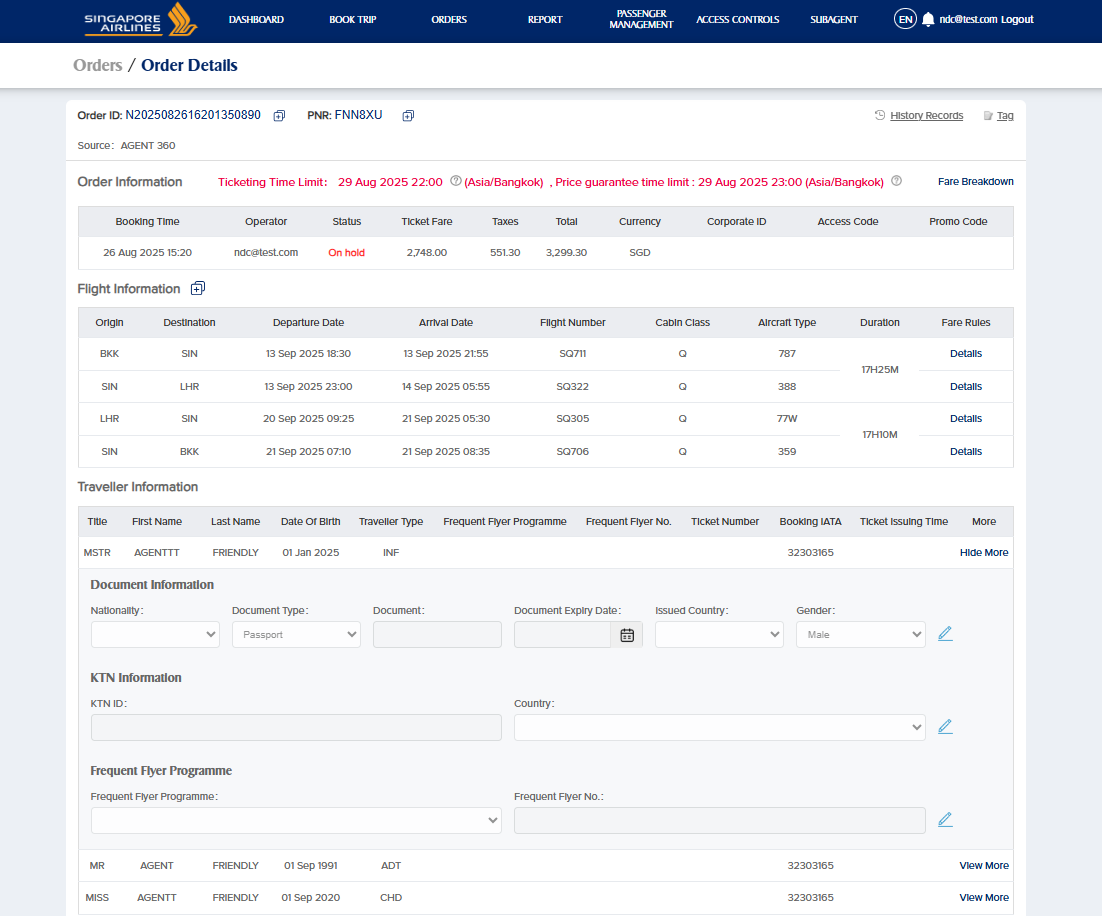 SINGAPORE AIRLINES DASHBOARD BOOK TRIP ORDERS REPORT PASSENGER MANAGEMENT ACCESS CONTROLS SUBAGENT EN ndc@test.com Logout
Orders / Order Details
Order ID: N2025082616201350890 PNR: FNN8XU History Records Tag
Source: AGENT 360
Order Information Ticketing Time Limit: 29 Aug 2025 22:00 (Asia/Bangkok) , Price guarantee time limit : 29 Aug 2025 23:00 (Asia/Bangkok) Fare Breakdown
Booking Time Operator Status Ticket Fare Taxes Total Currency Corporate ID Access Code Promo Code
26 Aug 2025 15:20 ndc@test.com On hold 2,748.00 551.30 3,299.30 SGD
Flight Information
Origin Destination Departure Date Arrival Date Flight Number Cabin Class Aircraft Type Duration Fare Rules
BKK SIN 13 Sep 2025 18:30 13 Sep 2025 21:55 SQ711 Q 787 Details
17H25M
SIN LHR 13 Sep 2025 23:00 14 Sep 2025 05:55 SQ322 Q 388 Details
LHR SIN 20 Sep 2025 09:25 21 Sep 2025 05:30 SQ305 Q 77W Details
17H10M
SIN BKK 21 Sep 2025 07:10 21 Sep 2025 08:35 SQ706 Q 359 Details
Traveller Information
Title First Name Last Name Date Of Birth Traveller Type Frequent Flyer Programme Frequent Flyer No. Ticket Number Booking IATA Ticket Issuing Time More
MSTR AGENTTT FRIENDLY 01 Jan 2025 INF 32303165 Hide More
Document Information
Nationality: Document Type: Document: Document Expiry Date: Issued Country: Gender:
Passport Male
KTN Information
KTN ID: Country:
Frequent Flyer Programme
Frequent Flyer Programme: Frequent Flyer No.:
MR AGENT FRIENDLY 01 Sep 1991 ADT 32303165 View More
MISS AGENTT FRIENDLY 01 Sep 2020 CHD 32303165 View More